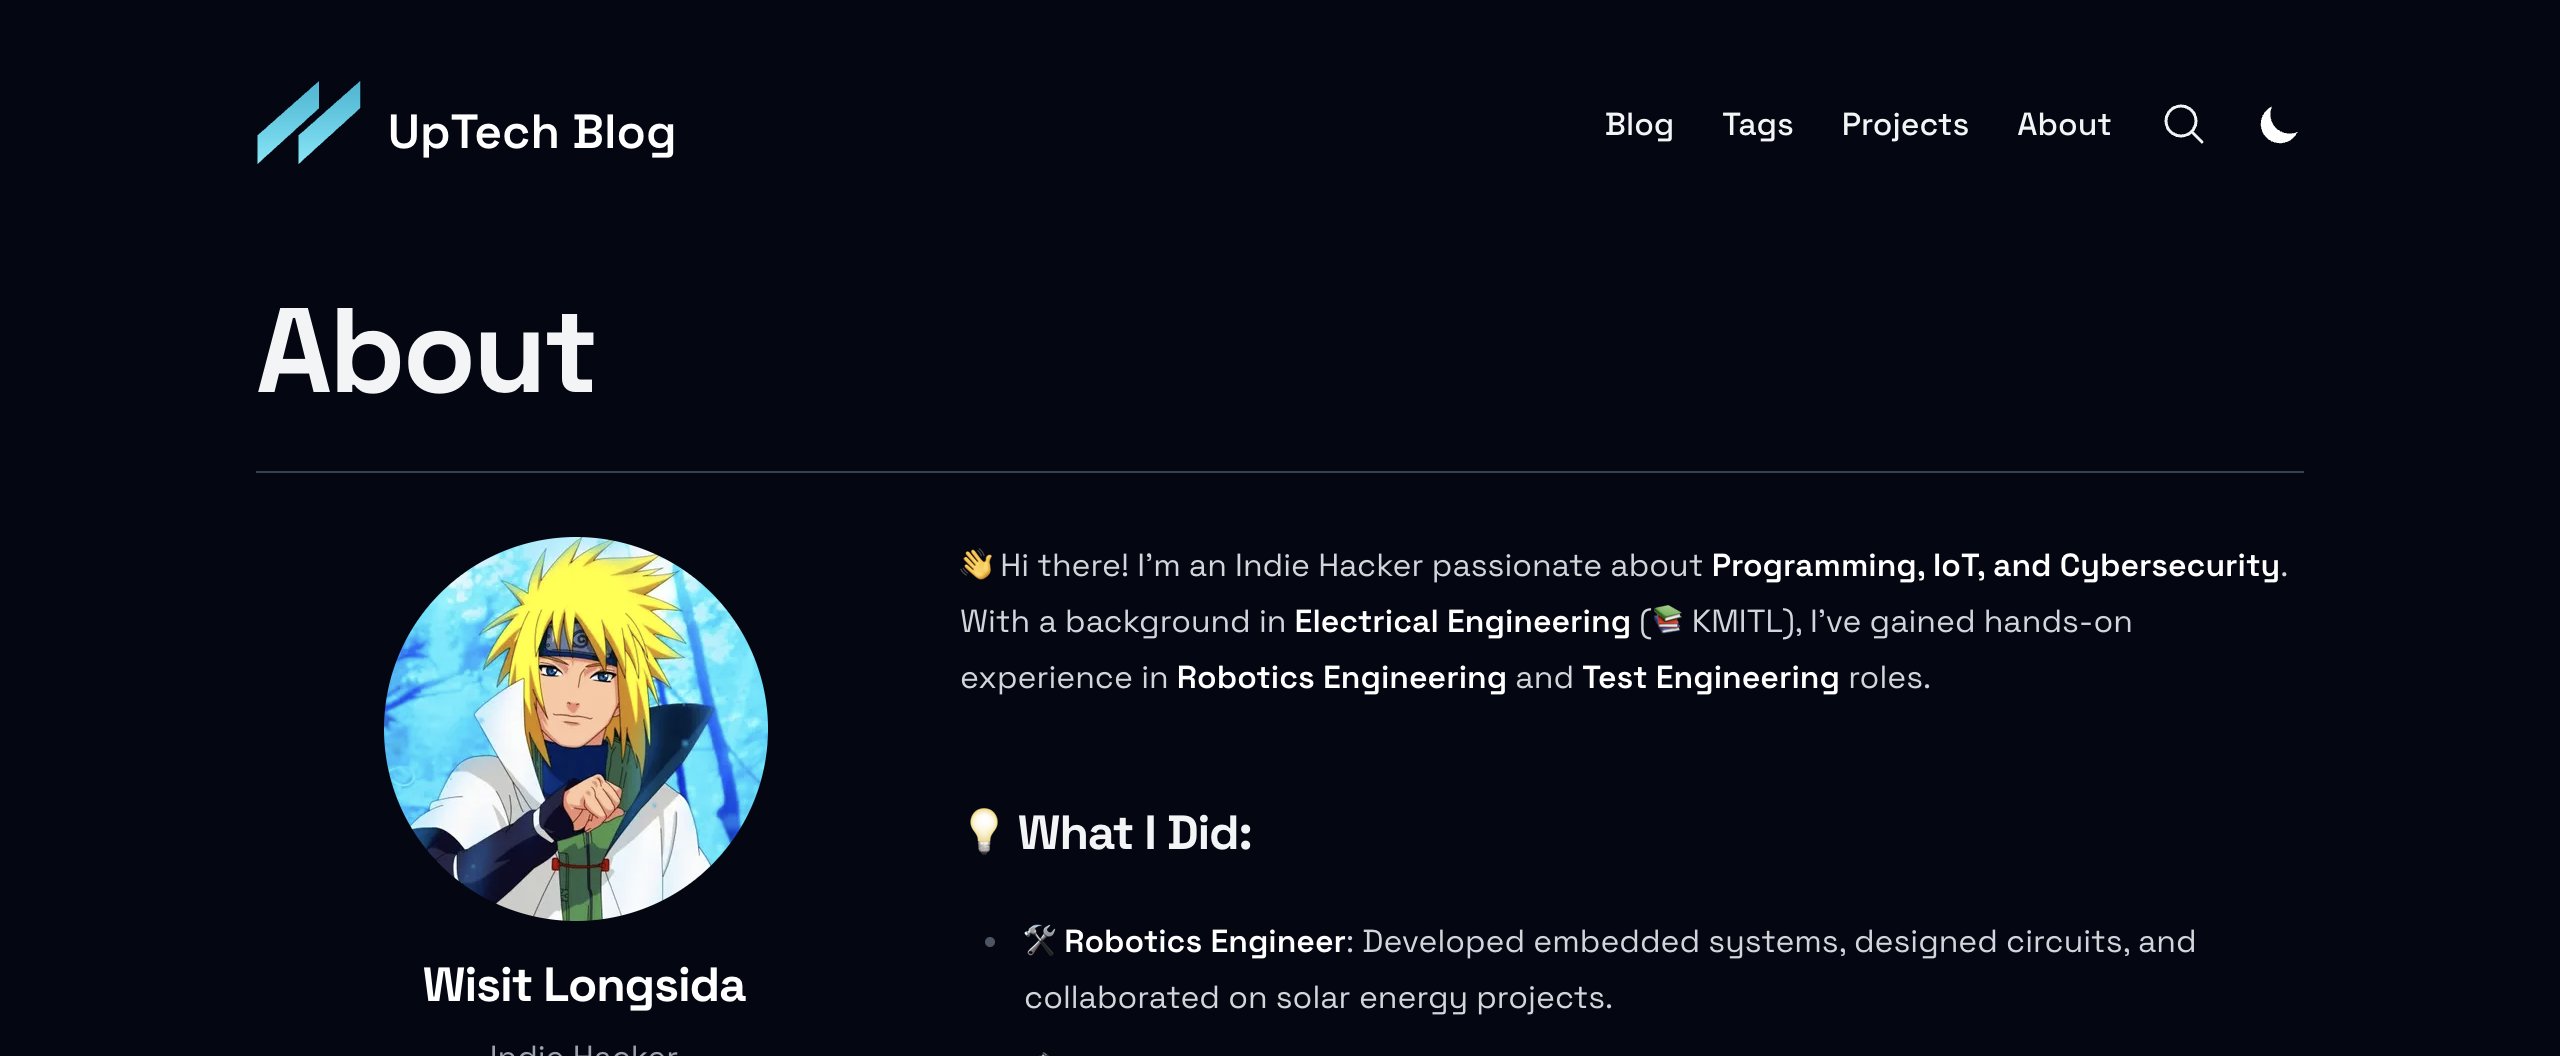 UpTech Blog
Blog
Tags
Projects
About
About
👋 Hi there! I’m an Indie Hacker passionate about Programming, IoT, and Cybersecurity.
With a background in Electrical Engineering (📚 KMITL), I’ve gained hands-on
experience in Robotics Engineering and Test Engineering roles.
💡 What I Did:
• 🛠️ Robotics Engineer: Developed embedded systems, designed circuits, and
collaborated on solar energy projects.
Wisit Longsida
Indie Hacker